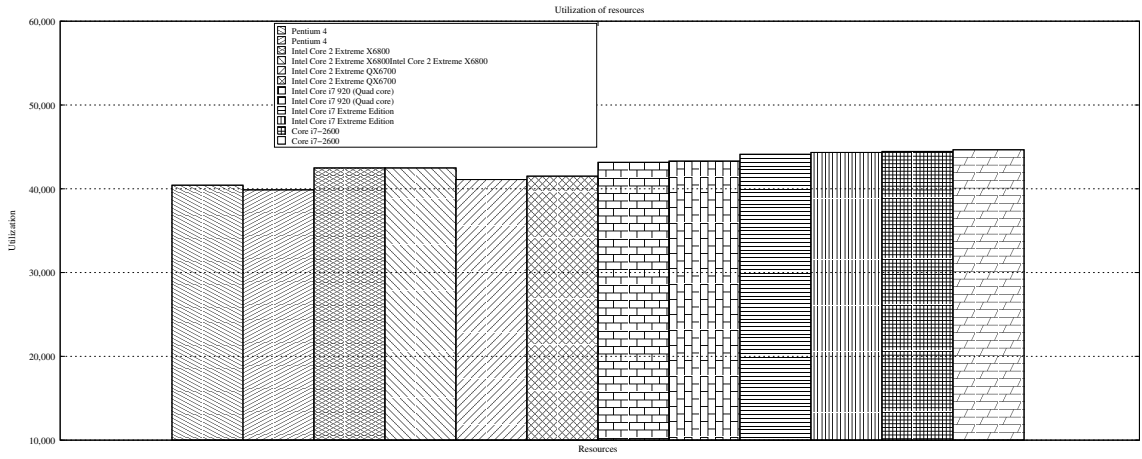 Utilization of resources
60,000
50,000
40,000
30,000
20,000
10,000
Utilization
Pentium 4
Pentium 4
Intel Core 2 Extreme X6800
Intel Core 2 Extreme X6800Intel Core 2 Extreme X6800
Intel Core 2 Extreme QX6700
Intel Core 2 Extreme QX6700
Intel Core i7 920 (Quad core)
Intel Core i7 920 (Quad core)
Intel Core i7 Extreme Edition
Intel Core i7 Extreme Edition
Core i7−2600
Core i7−2600
Resources